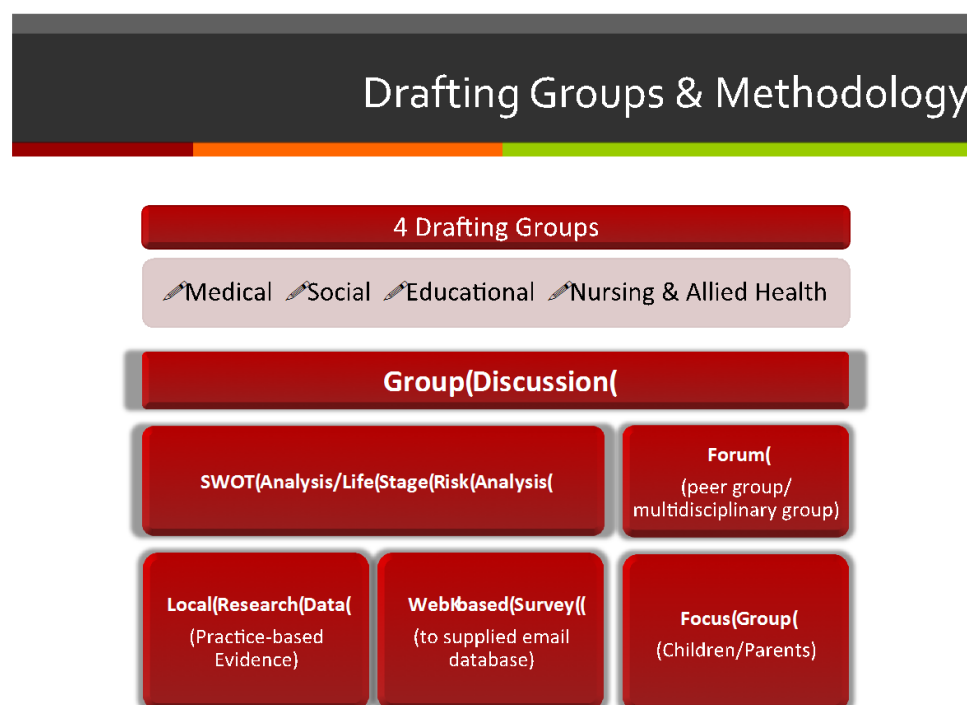 Drafting Groups & Methodology
4 Drafting Groups
Medical Social Educational Nursing & Allied Health
Group(Discussion(
SWOT(Analysis/Life(Stage(Risk(Analysis(
Forum(
(peer group/
multidisciplinary group)
Local(Research(Data(
(Practice-based
Evidence)
WebKbased(Survey((
(to supplied email
database)
Focus(Group(
(Children/Parents)